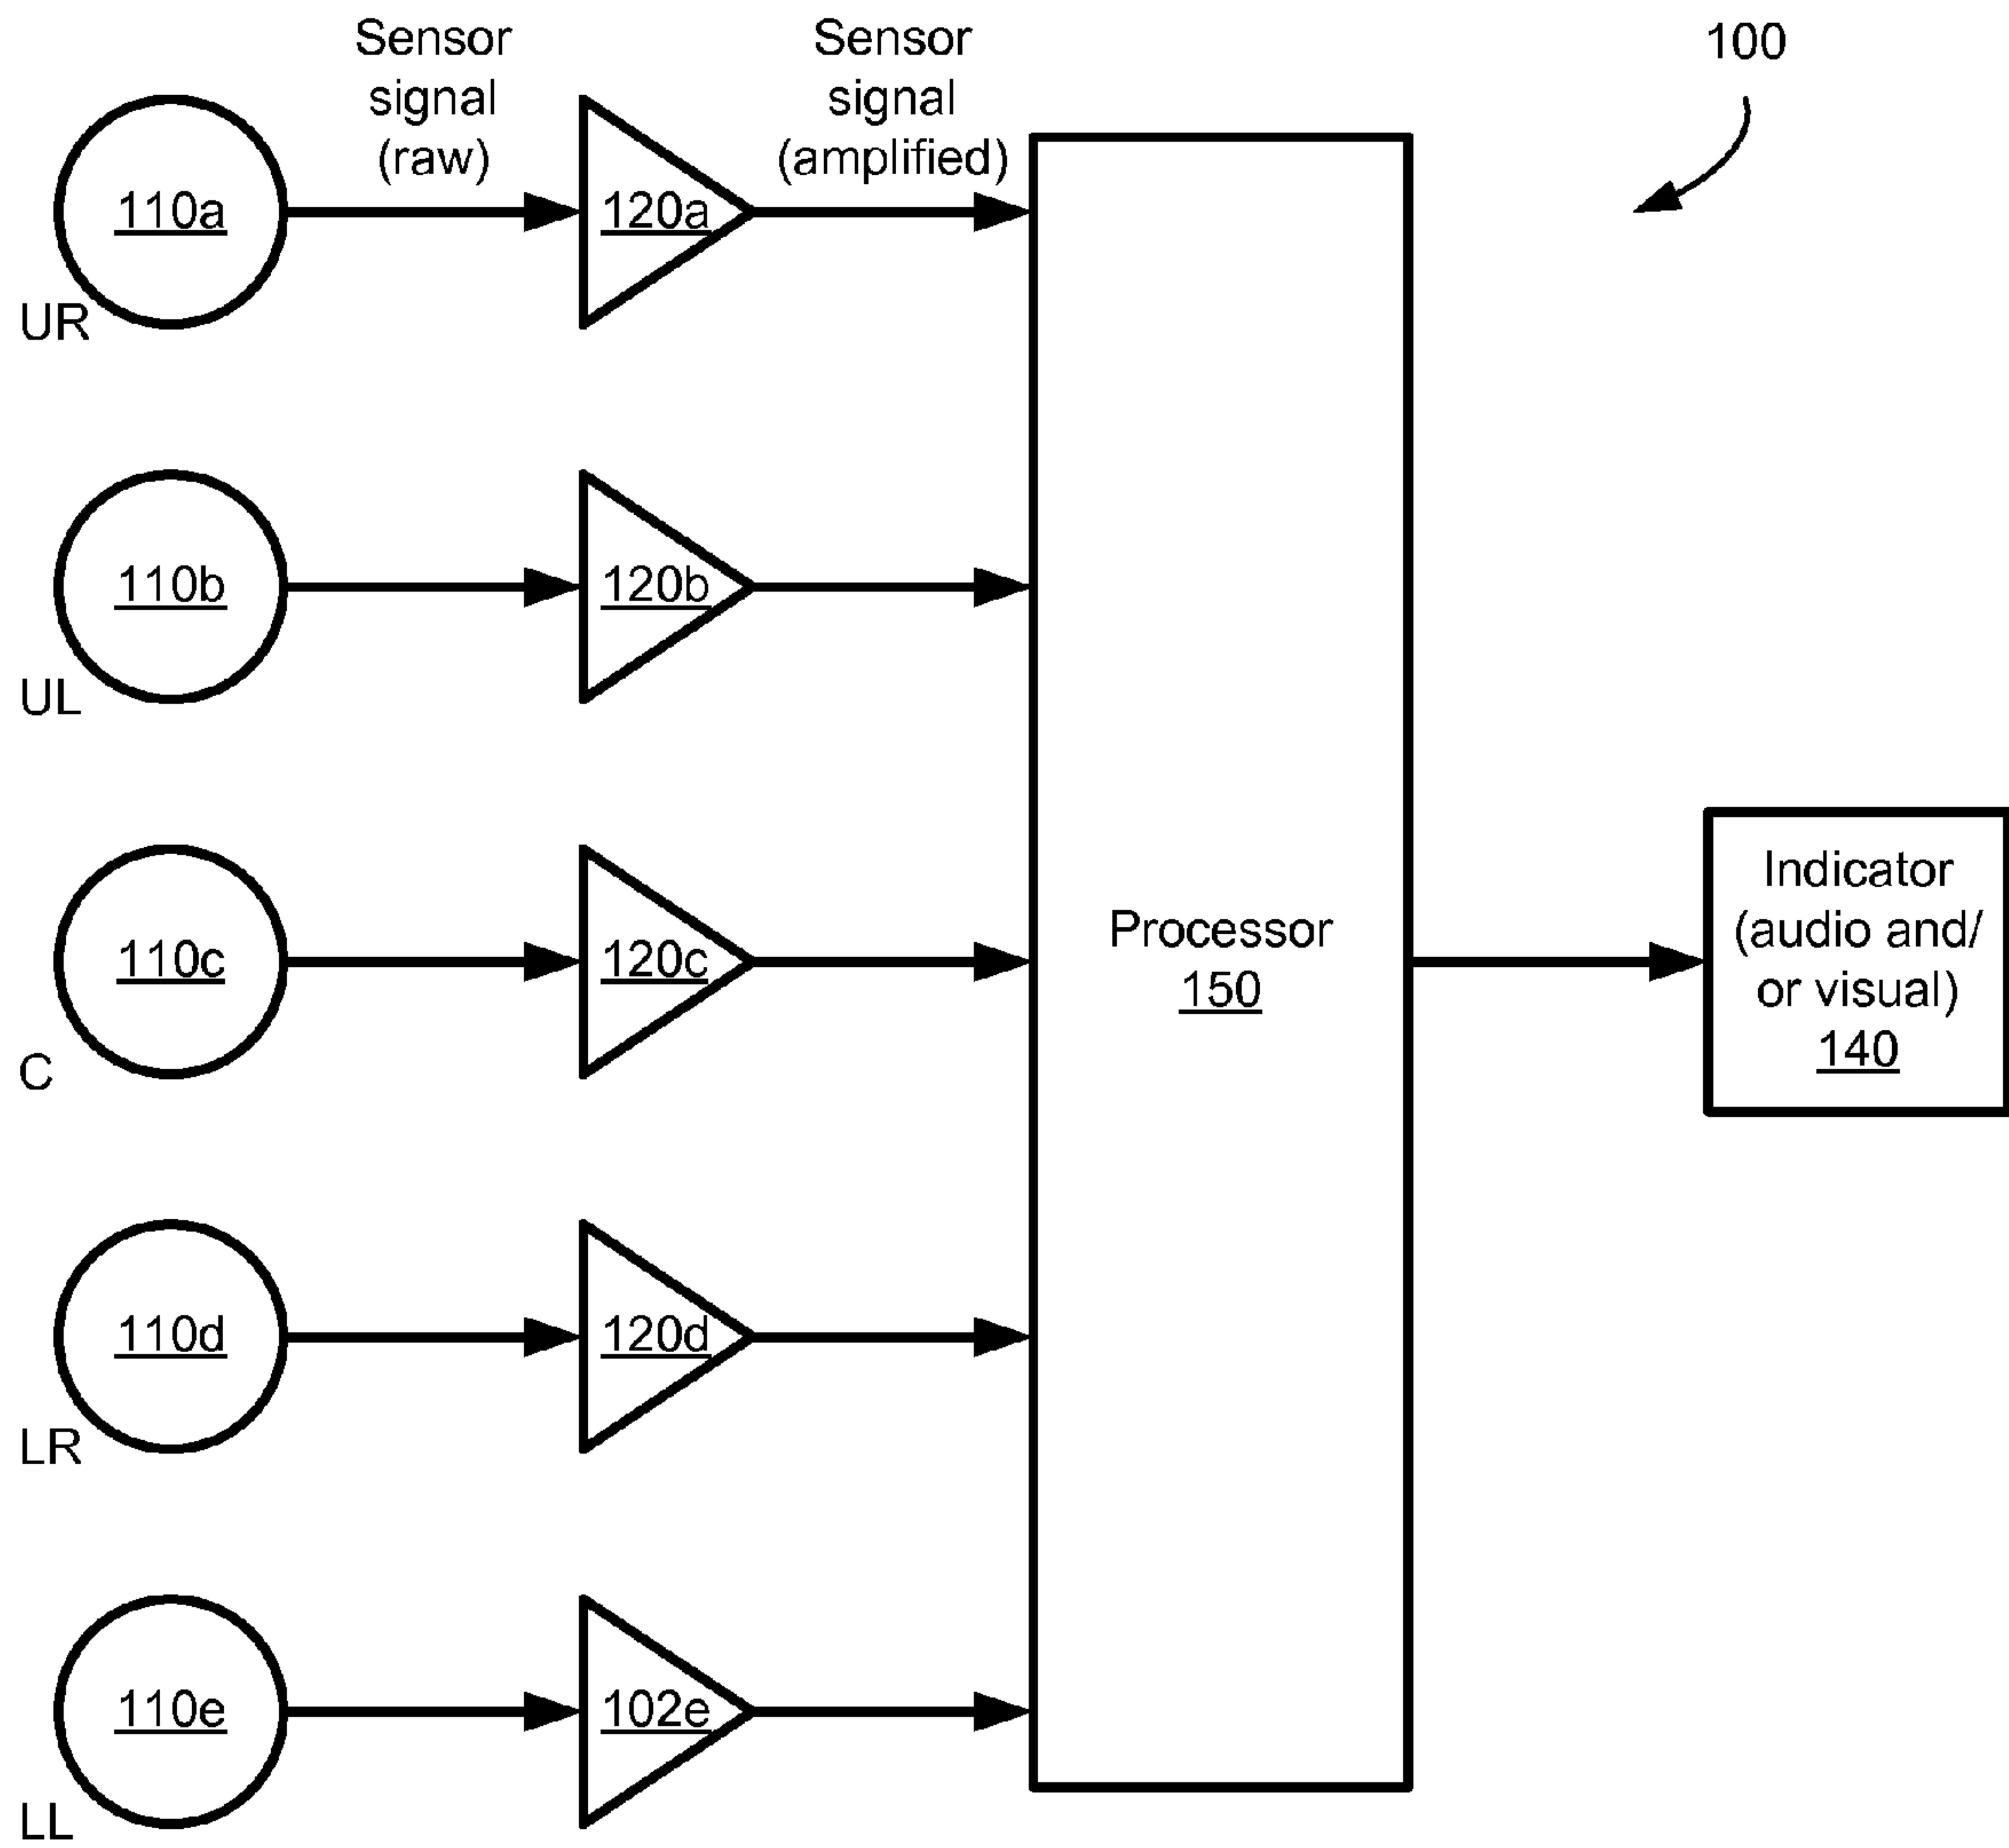 Sensor
signal
(raw)
Sensor
signal
(amplified)
100
110a
120a
UR
110b
120b
UL
110c
120c
C
Processor
150
Indicator
(audio and/
or visual)
140
110d
120d
LR
110e
102e
LL